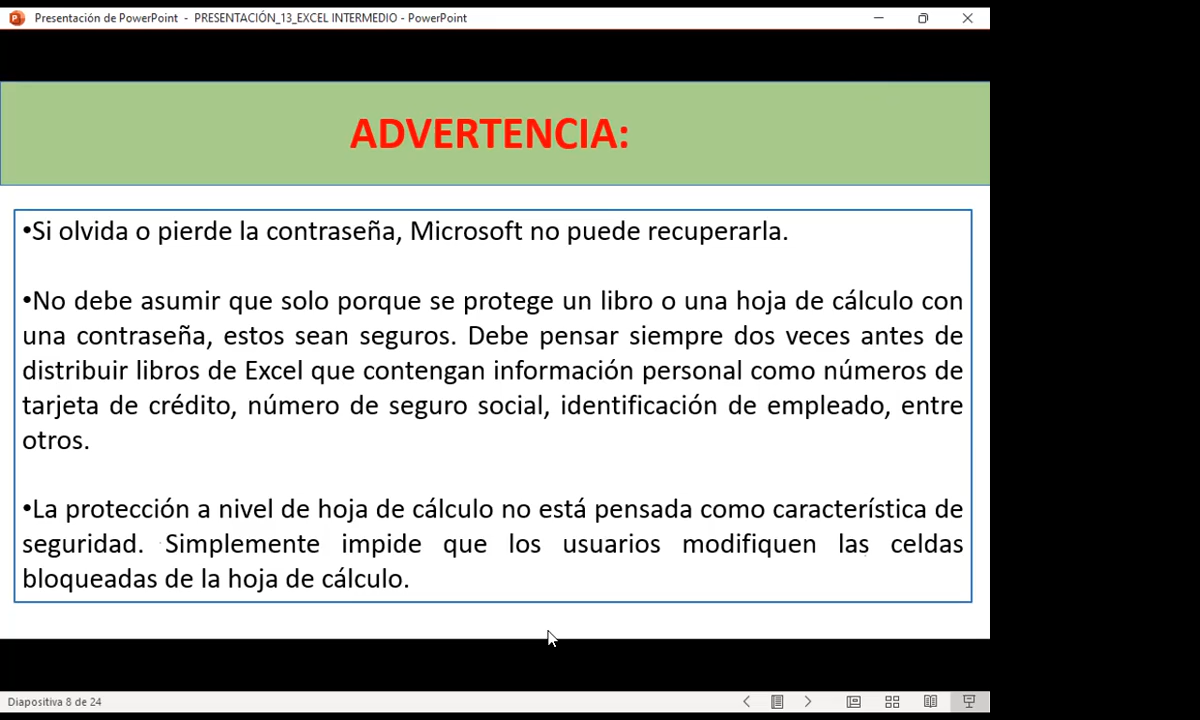 Presentación de PowerPoint - PRESENTACIÓN_13_EXCEL INTERMEDIO - PowerPoint
ADVERTENCIA:
•Si olvida o pierde la contraseña, Microsoft no puede recuperarla.
•No debe asumir que solo porque se protege un libro o una hoja de cálculo con
una contraseña, estos sean seguros. Debe pensar siempre dos veces antes de
distribuir libros de Excel que contengan información personal como números de
tarjeta de crédito, número de seguro social, identificación de empleado, entre
otros.
•La protección a nivel de hoja de cálculo no está pensada como característica de
seguridad. Simplemente impide que los usuarios modifiquen las celdas
bloqueadas de la hoja de cálculo.
Diapositiva 8 de 24